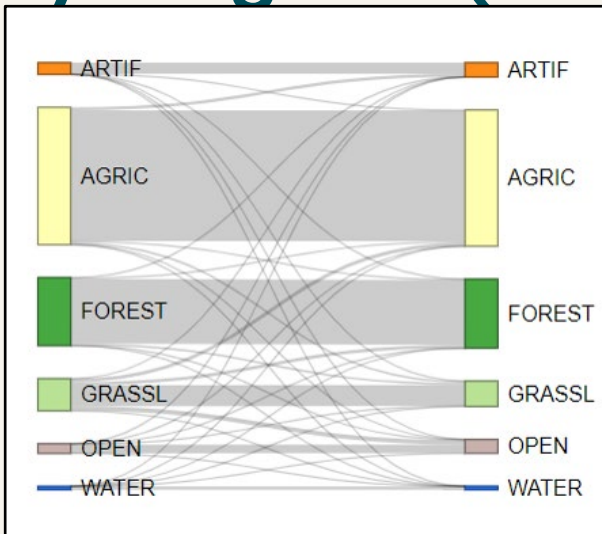 ARTIF ARTIF
AGRIC AGRIC
FOREST FOREST
GRASSL GRASSL
OPEN OPEN
WATER WATER